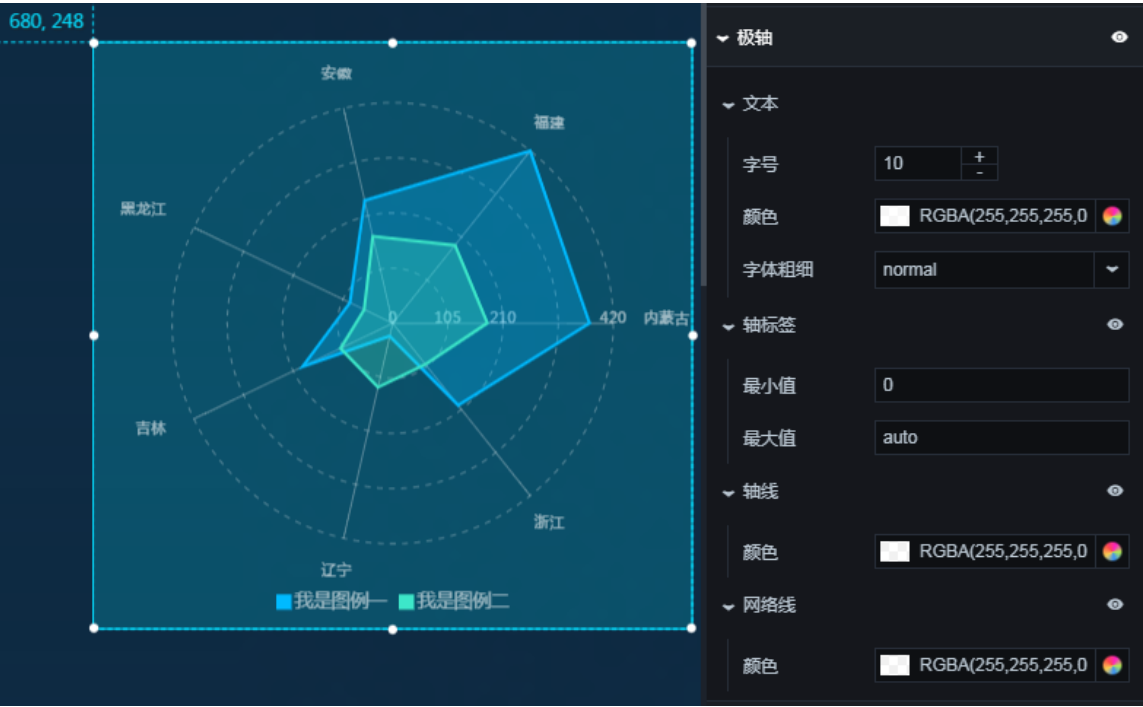 680, 248
安徽
福建
黑龙江
0 105 210 420 内蒙古
吉林
浙江
辽宁
我是图例一 我是图例二
极轴
文本
字号 10 + -
颜色 RGBA(255,255,255,0
字体粗细 normal
轴标签
最小值 0
最大值 auto
轴线
颜色 RGBA(255,255,255,0
网络线
颜色 RGBA(255,255,255,0